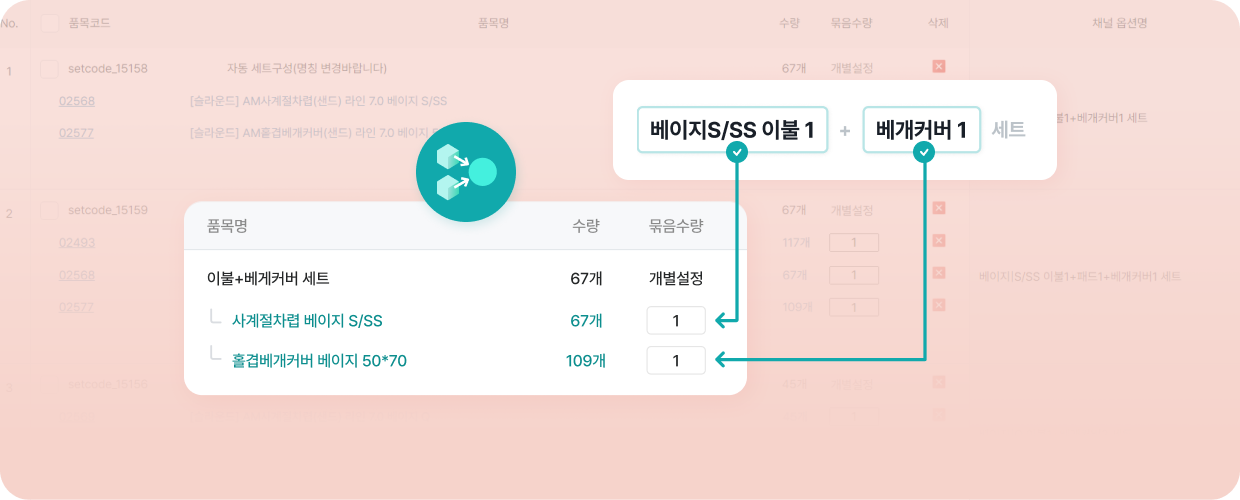 No. 품목코드 품목명 수량 묶음수량 삭제 채널 옵션명
1 setcode_15158 자동 세트구성(명칭 변경바랍니다) 67개 개별설정
02568 [슬라운드] AM사계절차렵(샌드) 라인 7.0 베이지 S/SS
02577 [슬라운드] AM홑겹베개커버(샌드) 라인 7.0 베이지
불1+베개커버1 세트
베이지S/SS 이불 1 + 베개커버 1 세트
2 setcode_15159 67개 개별설정
02493 117개 1
02568 67개 1 베이지|S/SS 이불1+패드1+베개커버1 세트
02577 109개 1
품목명 수량 묶음수량
이불+베게커버 세트 67개 개별설정
사계절차렵 베이지 S/SS 67개 1
홑겹베개커버 베이지 50*70 109개 1
3 45개 개별설정